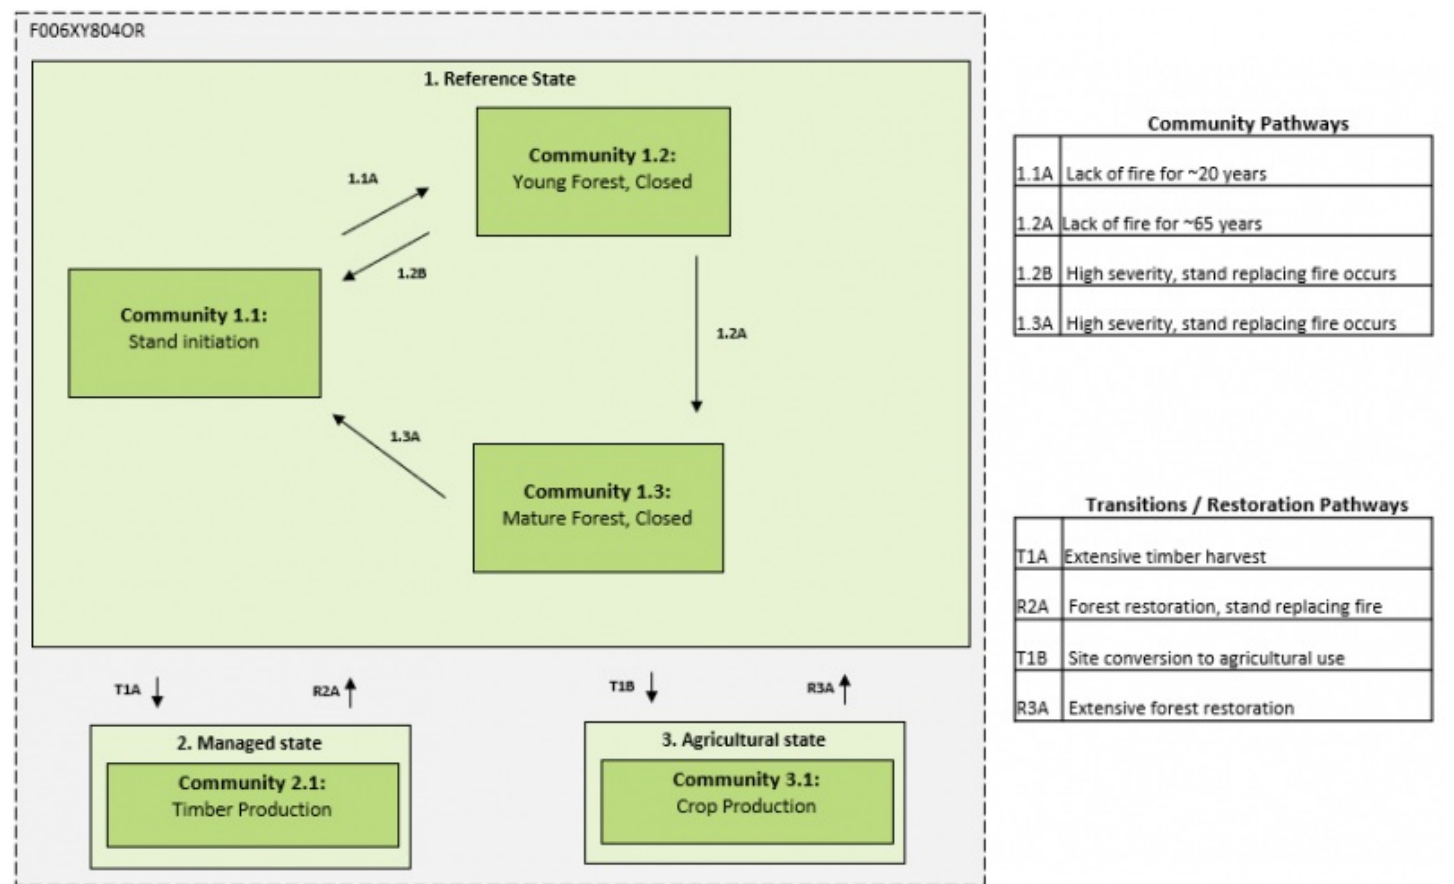 F006XY804OR
1. Reference State
Community 1.2:
Young Forest, Closed
1.1A
1.2B
Community 1.1:
Stand initiation
1.2A
1.3A
Community 1.3:
Mature Forest, Closed
T1A
R2A
T1B
R3A
2. Managed state
Community 2.1:
Timber Production
3. Agricultural state
Community 3.1:
Crop Production
Community Pathways
1.1A Lack of fire for ~20 years
1.2A Lack of fire for ~65 years
1.2B High severity, stand replacing fire occurs
1.3A High severity, stand replacing fire occurs
Transitions / Restoration Pathways
T1A Extensive timber harvest
R2A Forest restoration, stand replacing fire
T1B Site conversion to agricultural use
R3A Extensive forest restoration